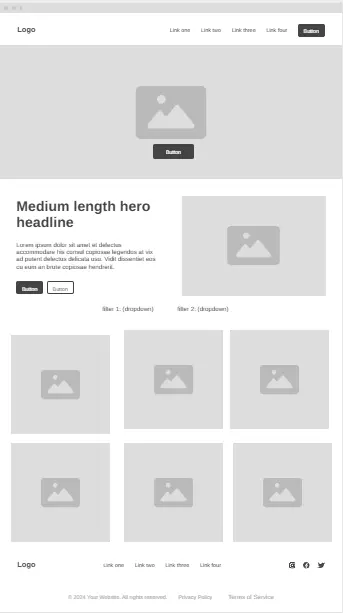 Logo
Link one Link two Link three Link four Button
Button
Medium length hero
headline
Lorem ipsum dolor sit amet et delectus
accommodare his consul copiosae legendos at vix
ad putent delectus delicata usu. Vidit dissentiet eos
cu eum an brute copiosae hendrerit.
Button Button
filter 1: (dropdown) filter 2: (dropdown)
Logo
Link one Link two Link three Link four
© 2024 Your Website. All rights reserved. Privacy Policy Terms of Service